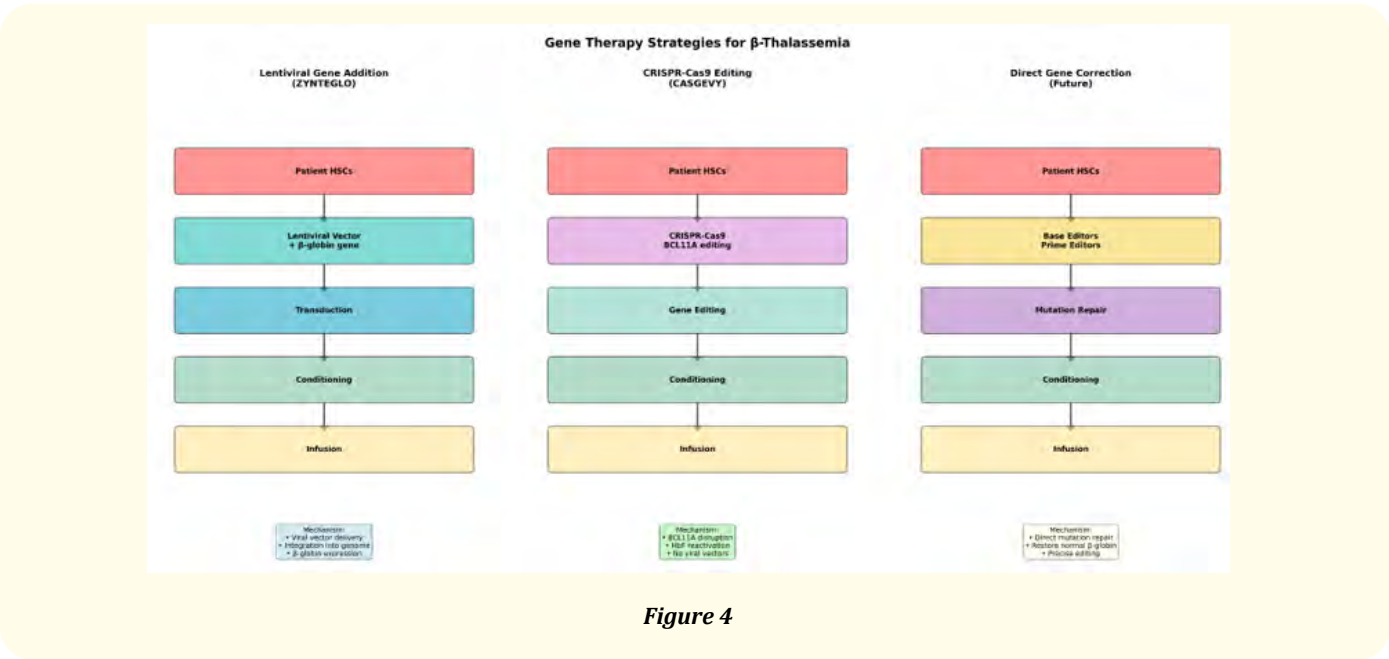 Gene Therapy Strategies for β-Thalassemia
Lentiviral Gene Addition
(ZYNTEGLO)
Patient HSCs
Lentiviral Vector
+ β-globin gene
Transduction
Conditioning
Infusion
Mechanism:
• Viral vector delivery
• Integration into genome
• β-globin expression
CRISPR-Cas9 Editing
(CASGEVY)
Patient HSCs
CRISPR-Cas9
BCL11A editing
Gene Editing
Conditioning
Infusion
Mechanism:
• BCL11A disruption
• HbF reactivation
• No viral vectors
Direct Gene Correction
(Future)
Patient HSCs
Base Editors
Prime Editors
Mutation Repair
Conditioning
Infusion
Mechanism:
• Direct mutation repair
• Restore normal β-globin
• Precise editing
Figure 4